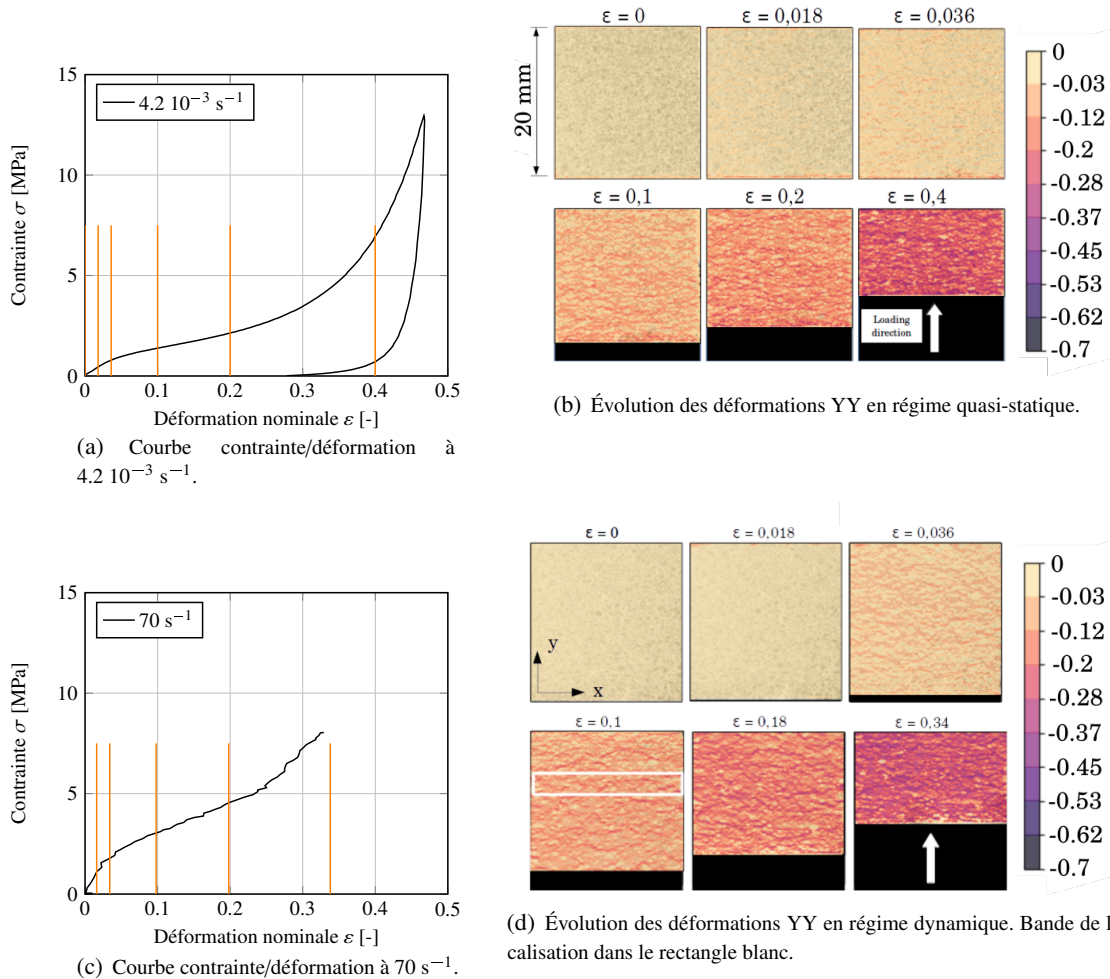 15
10
5
0
Contrainte σ [MPa]
4.2 10−3 s−1
0 0.1 0.2 0.3 0.4 0.5
Déformation nominale ε [-]
(a) Courbe contrainte/déformation à
4.2 10−3 s−1.
ε = 0 ε = 0,018 ε = 0,036
20 mm
ε = 0,1 ε = 0,2 ε = 0,4
Loading
direction
0
-0.03
-0.12
-0.2
-0.28
-0.37
-0.45
-0.53
-0.62
-0.7
(b) Évolution des déformations YY en régime quasi-statique.
15
10
5
0
Contrainte σ [MPa]
70 s−1
0 0.1 0.2 0.3 0.4 0.5
Déformation nominale ε [-]
(c) Courbe contrainte/déformation à 70 s−1.
ε = 0 ε = 0,018 ε = 0,036
y
x
ε = 0,1 ε = 0,18 ε = 0,34
0
-0.03
-0.12
-0.2
-0.28
-0.37
-0.45
-0.53
-0.62
-0.7
(d) Évolution des déformations YY en régime dynamique. Bande de l
calisation dans le rectangle blanc.